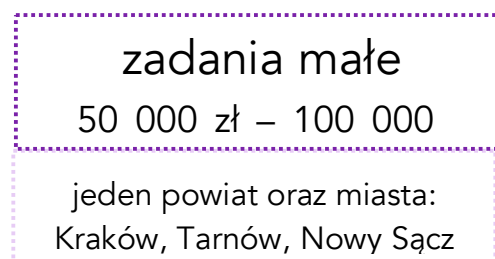 zadania małe
50 000 zł – 100 000
jeden powiat oraz miasta:
Kraków, Tarnów, Nowy Sącz